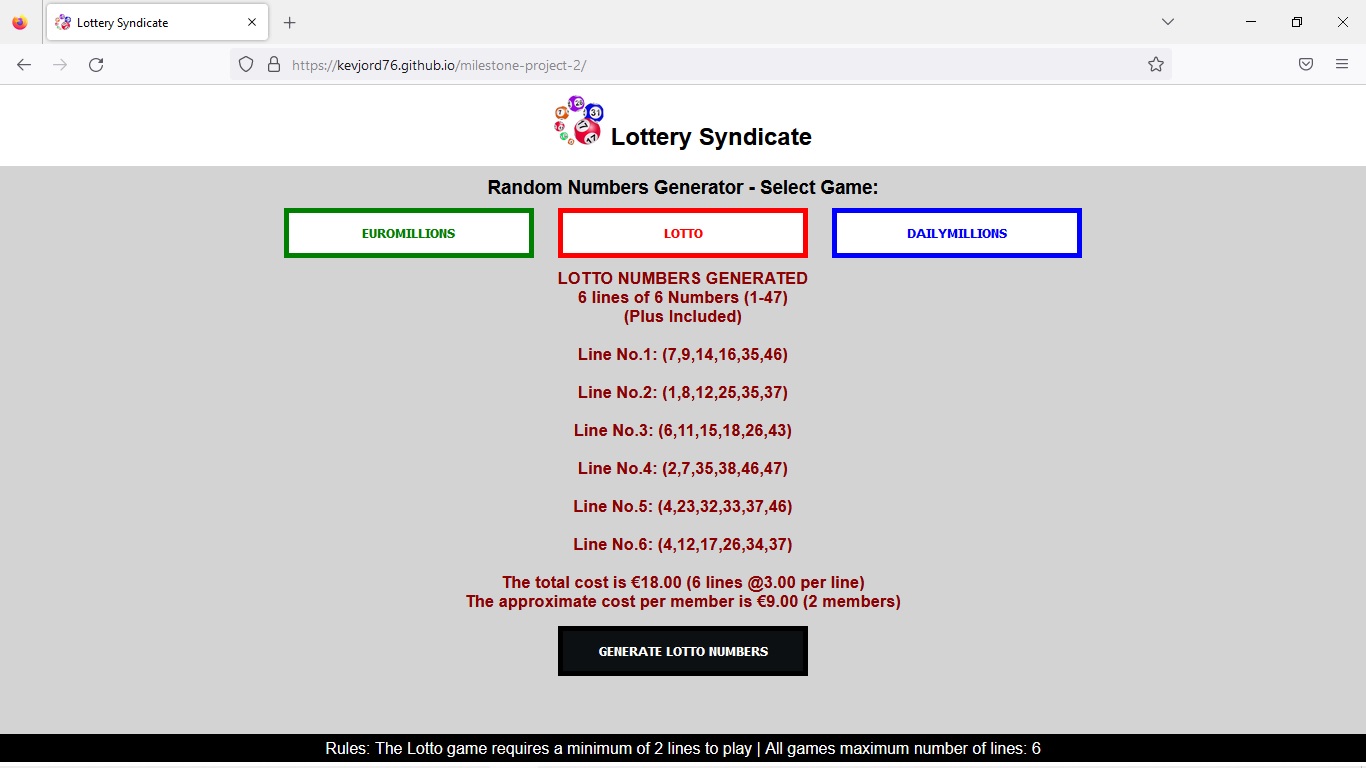 Lottery Syndicate
https://kevjord76.github.io/milestone-project-2/
Lottery Syndicate
Random Numbers Generator - Select Game:
EUROMILLIONS
LOTTO
DAILYMILLIONS
LOTTO NUMBERS GENERATED
6 lines of 6 Numbers (1-47)
(Plus Included)
Line No.1: (7,9,14,16,35,46)
Line No.2: (1,8,12,25,35,37)
Line No.3: (6,11,15,18,26,43)
Line No.4: (2,7,35,38,46,47)
Line No.5: (4,23,32,33,37,46)
Line No.6: (4,12,17,26,34,37)
The total cost is €18.00 (6 lines @3.00 per line)
The approximate cost per member is €9.00 (2 members)
GENERATE LOTTO NUMBERS
Rules: The Lotto game requires a minimum of 2 lines to play | All games maximum number of lines: 6